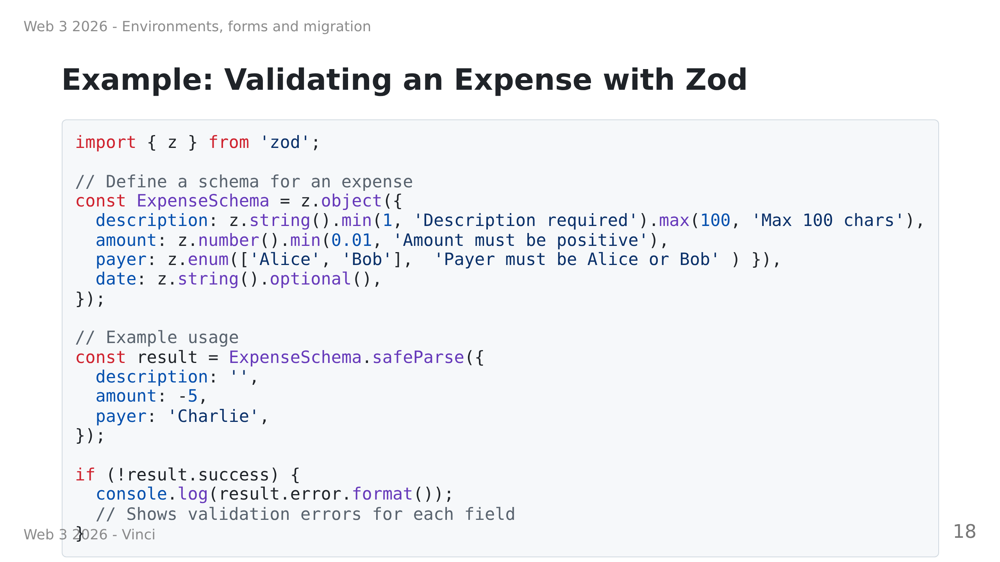 Web 3 2026 - Environments, forms and migration
Example: Validating an Expense with Zod
import { z } from 'zod';

// Define a schema for an expense
const ExpenseSchema = z.object({
  description: z.string().min(1, 'Description required').max(100, 'Max 100 chars'),
  amount: z.number().min(0.01, 'Amount must be positive'),
  payer: z.enum(['Alice', 'Bob'],  'Payer must be Alice or Bob' ) }),
  date: z.string().optional(),
});

// Example usage
const result = ExpenseSchema.safeParse({
  description: '',
  amount: -5,
  payer: 'Charlie',
});

if (!result.success) {
  console.log(result.error.format());
  // Shows validation errors for each field
}
Web 3 2026 - Vinci
18